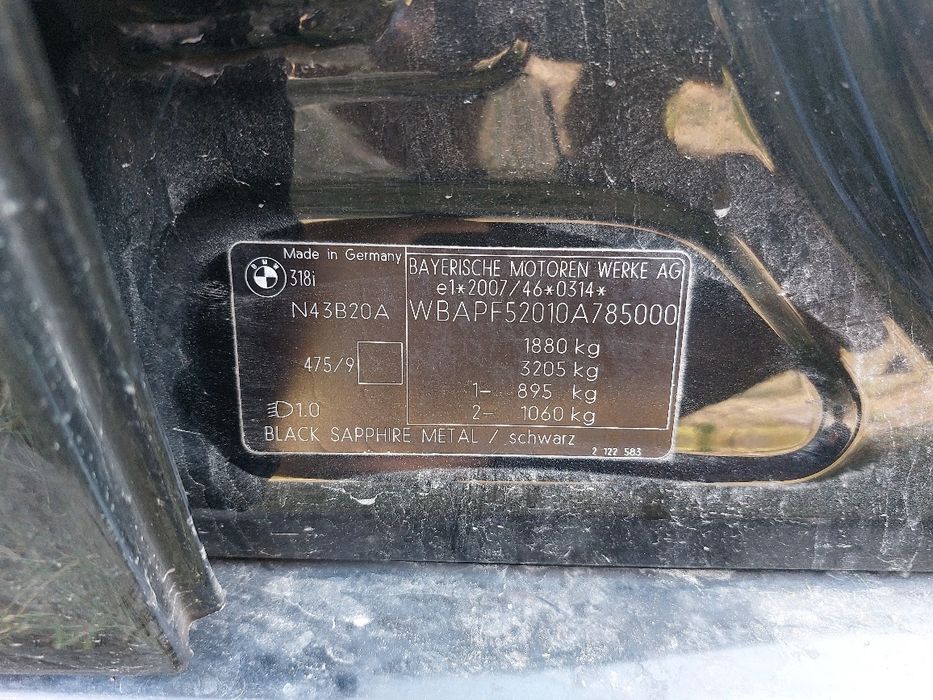 Made in Germany
BMW
318i
N43B20A
475/9
1.0
BAYERISCHE MOTOREN WERKE AG
e1*2007/46*0314*
WBAPF52010A785000
1880 kg
3205 kg
1- 895 kg
2- 1060 kg
BLACK SAPPHIRE METAL / schwarz
2 122 583